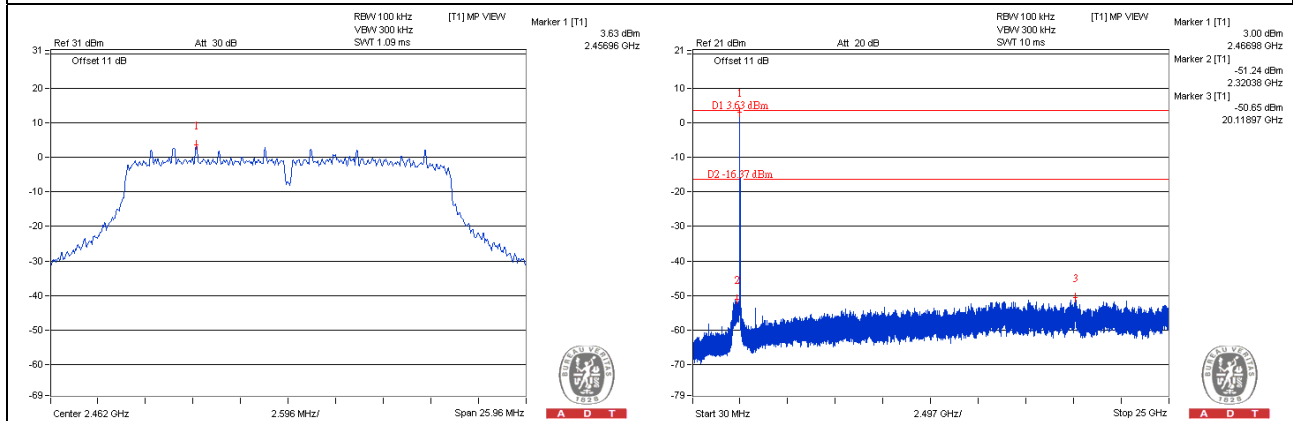 RBW 100 kHz [T1] MP VIEW
VBW 300 kHz
Ref 31 dBm Att 30 dB SWT 1.09 ms
Marker 1 [T1]
3.63 dBm
2.45696 GHz
Offset 11 dB
31
20
10
0
-10
-20
-30
-40
-50
-60
-69
1
Center 2.462 GHz 2.596 MHz/ Span 25.96 MHz
BUREAU VERITAS
1828
A D T
RBW 100 kHz [T1] MP VIEW
VBW 300 kHz
Ref 21 dBm Att 20 dB SWT 10 ms
Marker 1 [T1]
3.00 dBm
2.46698 GHz
Marker 2 [T1]
-51.24 dBm
2.32038 GHz
Marker 3 [T1]
-50.65 dBm
20.11897 GHz
Offset 11 dB
21
10
0
-10
-20
-30
-40
-50
-60
-70
-79
1
D1 3.63 dBm
D2 -16.37 dBm
2
3
Start 30 MHz 2.497 GHz/ Stop 25 GHz
BUREAU VERITAS
1828
A D T